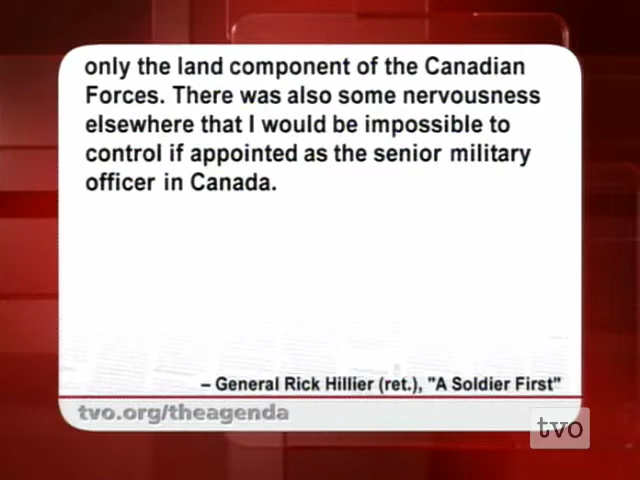 only the land component of the Canadian
Forces. There was also some nervousness
elsewhere that I would be impossible to
control if appointed as the senior military
officer in Canada.
– General Rick Hillier (ret.), "A Soldier First"
tvo.org/theagenda
tvo